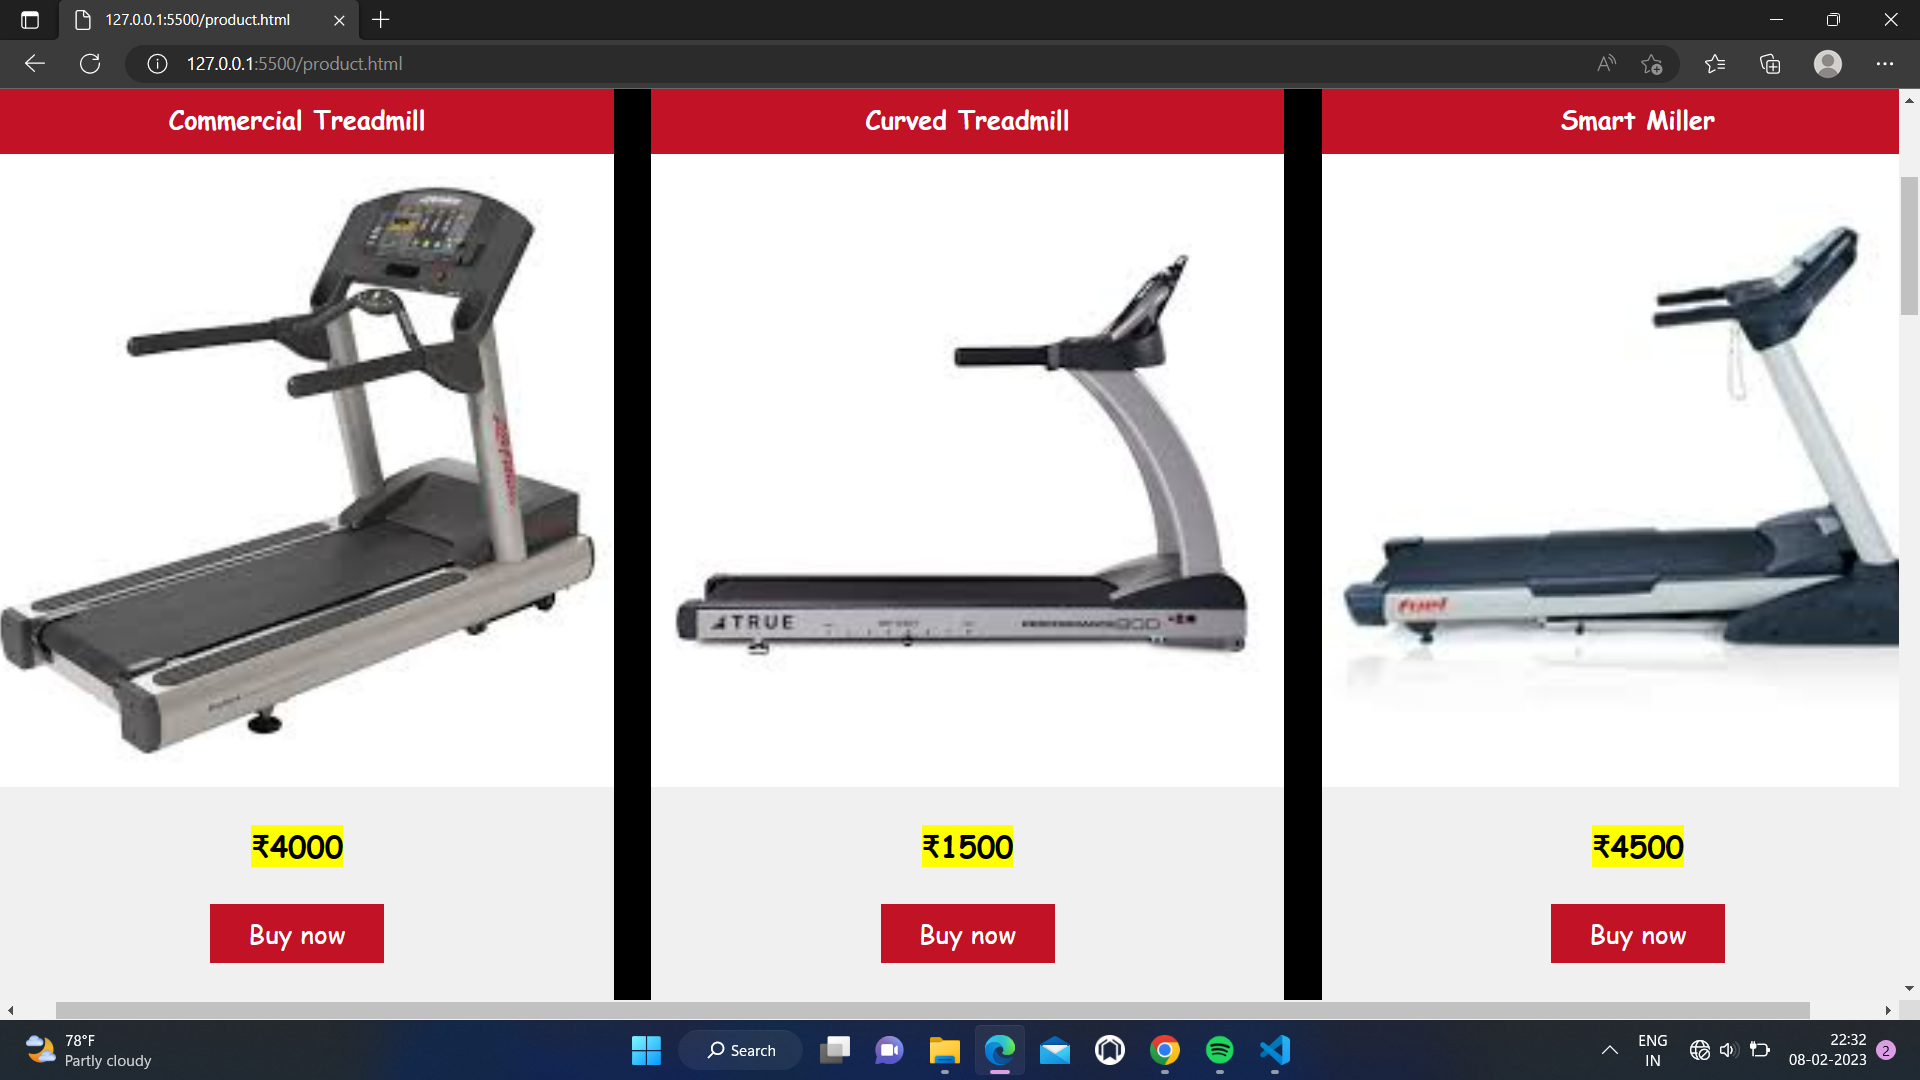 127.0.0.1:5500/product.html
127.0.0.1:5500/product.html
Commercial Treadmill
Curved Treadmill
Smart Miller
TRUE
fuel
₹4000
₹1500
₹4500
Buy now
Buy now
Buy now
78°F
Partly cloudy
Search
ENG
IN
22:32
08-02-2023
2